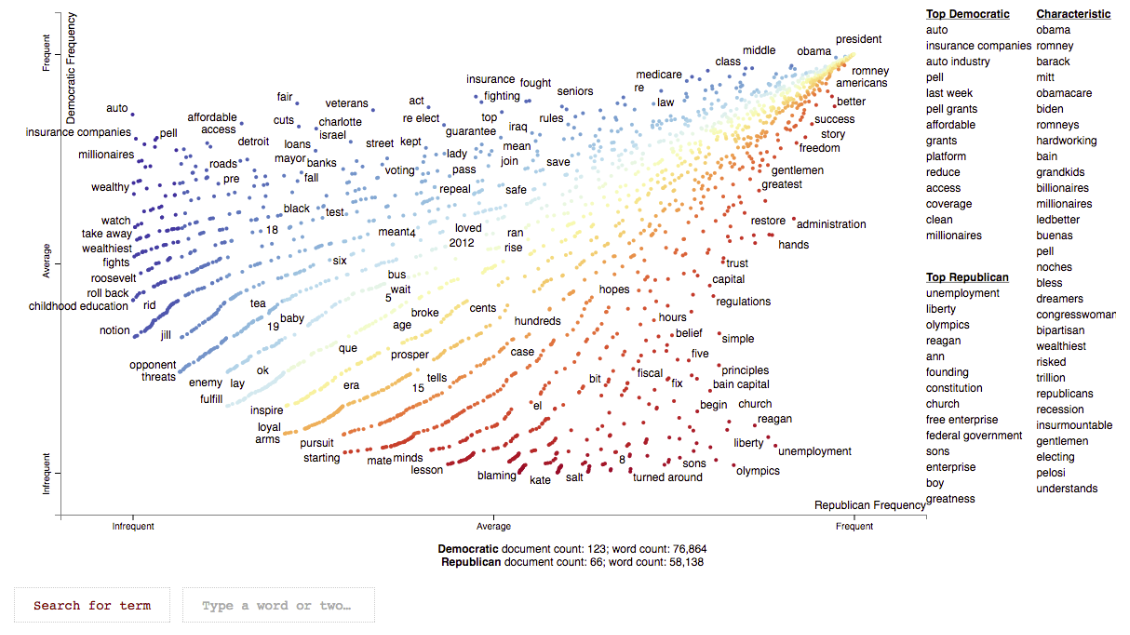 Top Democratic Characteristic
auto obama
insurance companies romney
auto industry barack
pell mitt
last week obamacare
pell grants biden
affordable romneys
grants hardworking
platform bain
reduce grandkids
access billionaires
coverage millionaires
clean ledbetter
millionaires buenas
pell
Top Republican noches
unemployment bless
liberty dreamers
olympics congresswoman
reagan bipartisan
ann wealthiest
founding risked
constitution trillion
church republicans
free enterprise recession
federal government insurmountable
sons gentlemen
enterprise electing
boy pelosi
greatness understands
Democratic Frequency
Frequent
Average
Infrequent
president
middle obama
class
romney
medicare americans
insurance fought
re
seniors
fair fighting better
act law
auto veterans
success
affordable cuts charlotte re elect top rules
access story
insurance companies pell israel guarantee iraq
detroit loans street kept mean freedom
millionaires mayor banks lady join save
roads voting pass gentlemen
pre fall
wealthy repeal safe greatest
black test
watch 18 meant 4 loved ran restore administration
take away 2012 rise hands
wealthiest
fights six trust
roosevelt bus capital
roll back wait hopes
childhood education rid tea 5 regulations
baby broke cents hours
notion jill 19 age hundreds belief simple
que case five
opponent prosper
threats ok principles
enemy lay era tells bit fiscal fix bain capital
fulfill 15
inspire el begin church
loyal reagan
arms
pursuit liberty unemployment
starting mate minds 8 sons
lesson olympics
blaming kate salt turned around
Republican Frequency
Infrequent Average Frequent
Democratic document count: 123; word count: 76,864
Republican document count: 66; word count: 58,138
Search for term Type a word or two…